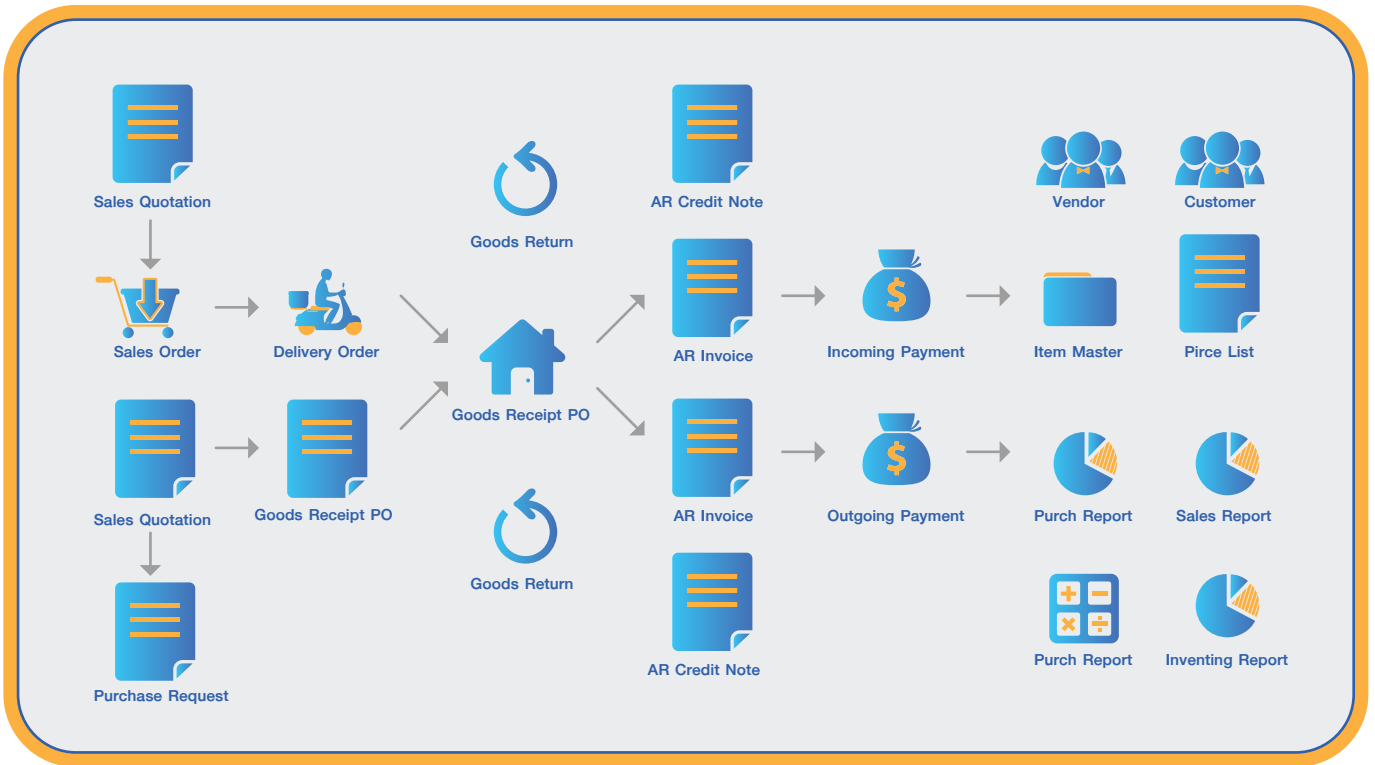 Sales Quotation
Goods Return
AR Credit Note
Vendor
Customer
Sales Order
Delivery Order
Goods Receipt PO
AR Invoice
Incoming Payment
Item Master
Pirce List
Sales Quotation
Goods Receipt PO
Goods Return
AR Invoice
Outgoing Payment
Purch Report
Sales Report
Purchase Request
AR Credit Note
Purch Report
Inventing Report